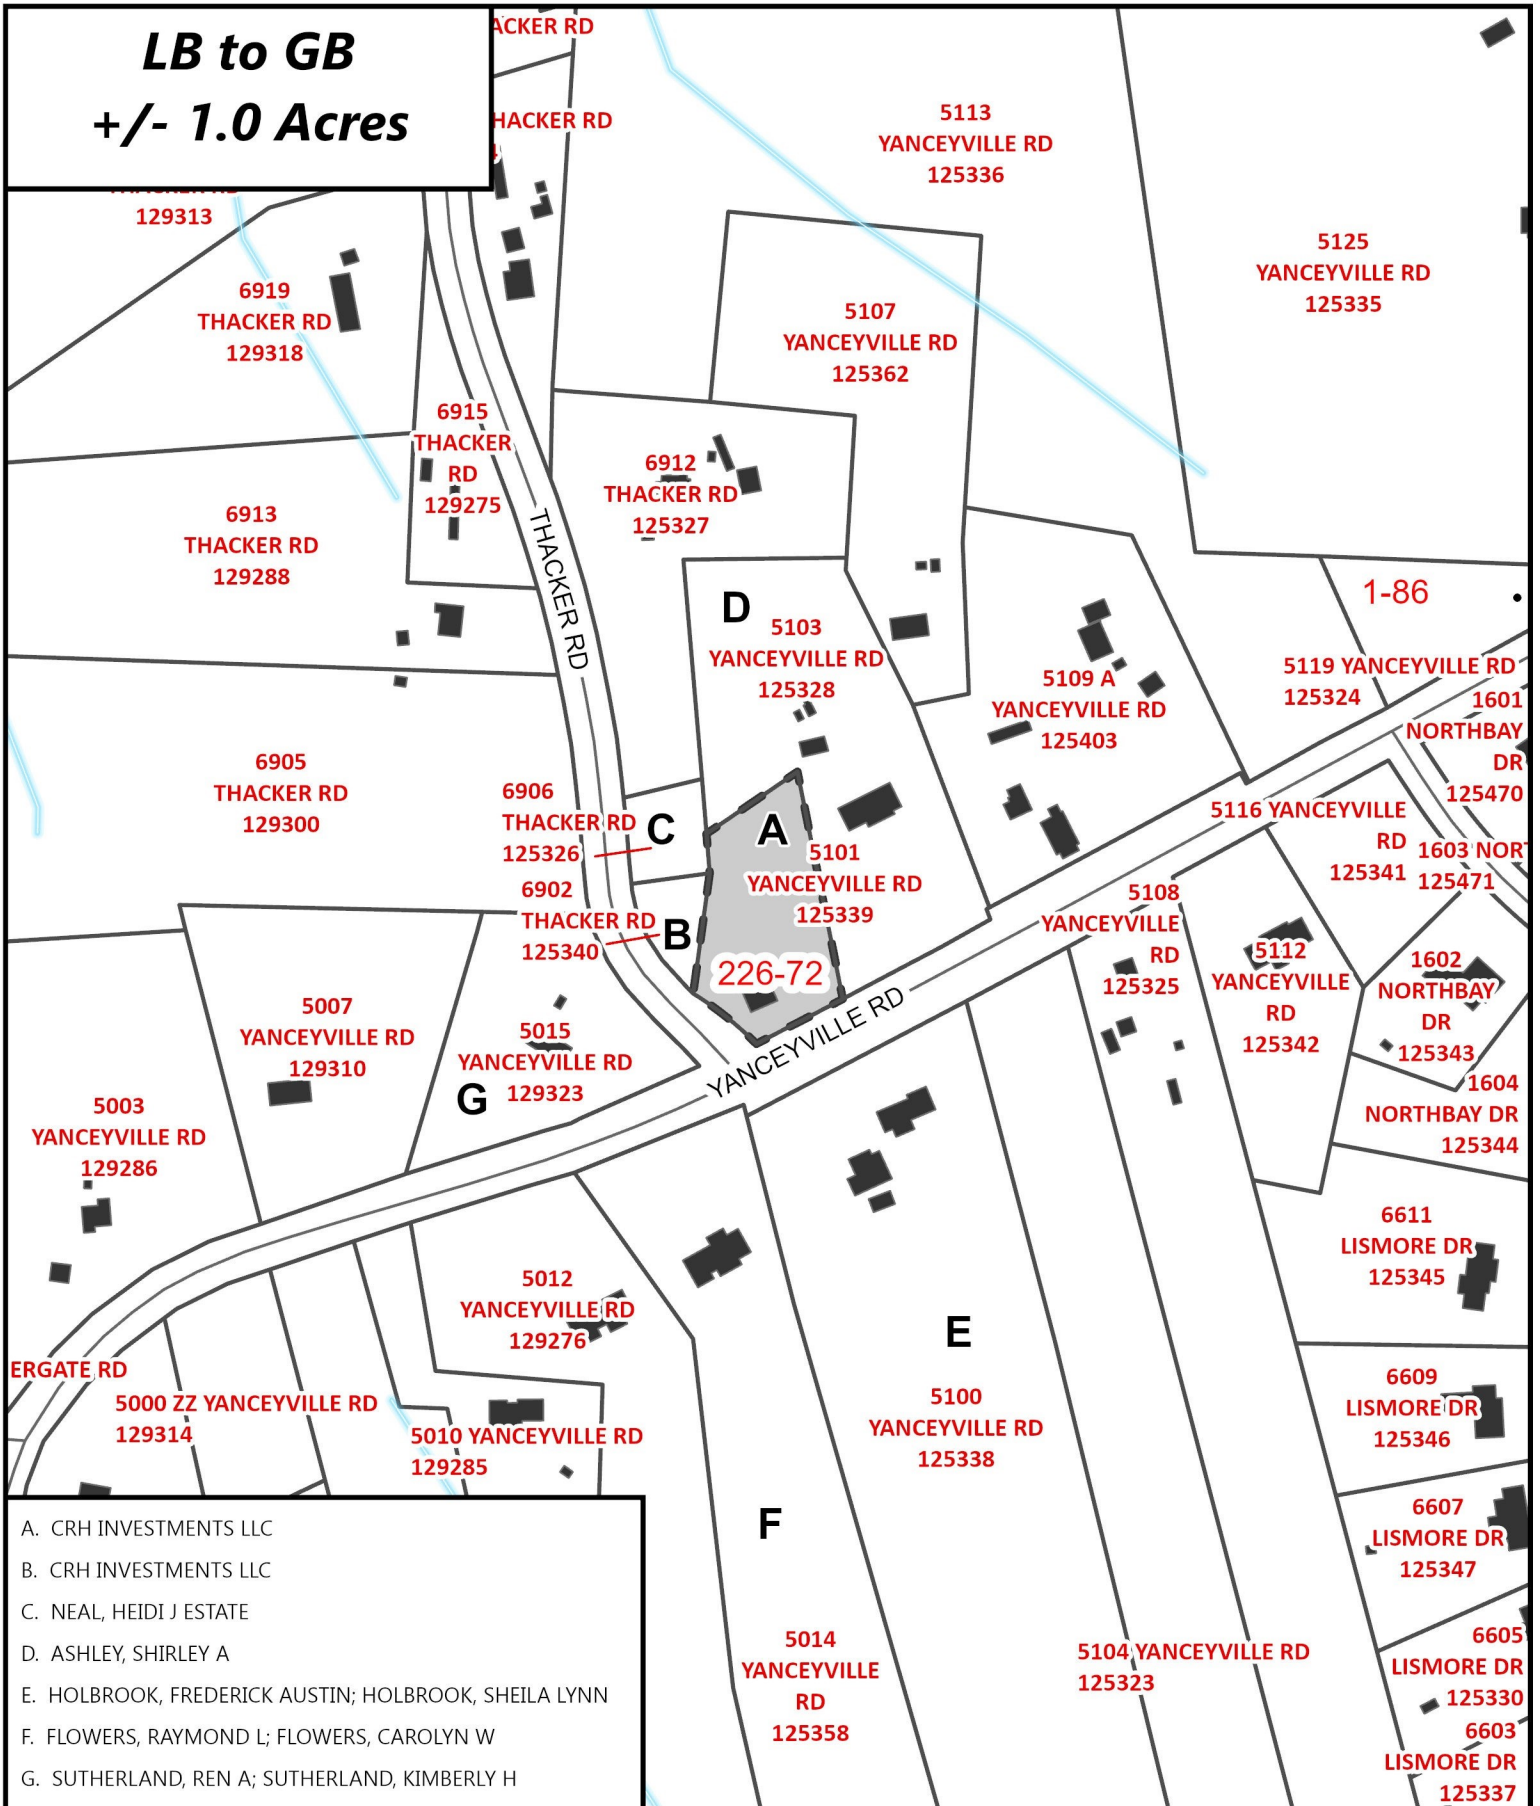 LB to GB
+/- 1.0 Acres
ACKER RD
HACKER RD
129313
5113
YANCEYVILLE RD
125336
5125
YANCEYVILLE RD
125335
6919
THACKER RD
129318
5107
YANCEYVILLE RD
125362
6915
THACKER
RD
129275
6912
THACKER RD
125327
6913
THACKER RD
129288
THACKER RD
D
5103
YANCEYVILLE RD
125328
1-86
5119 YANCEYVILLE RD
125324
5109 A
YANCEYVILLE RD
125403
1601
NORTHBAY
DR
125470
6905
THACKER RD
129300
6906
THACKER RD
125326
C
A
5101
YANCEYVILLE RD
125339
5116 YANCEYVILLE
RD
125341
1603 NORT
125471
6902
THACKER RD
125340
B
226-72
5108
YANCEYVILLE
RD
125325
5112
YANCEYVILLE
RD
125342
1602
NORTHBAY
DR
125343
YANCEYVILLE RD
5007
YANCEYVILLE RD
129310
5015
YANCEYVILLE RD
129323
G
5003
YANCEYVILLE RD
129286
1604
NORTHBAY DR
125344
6611
LISMORE DR
125345
5012
YANCEYVILLE RD
129276
E
5100
YANCEYVILLE RD
125338
ERGATE RD
5000 ZZ YANCEYVILLE RD
129314
5010 YANCEYVILLE RD
129285
6609
LISMORE DR
125346
F
6607
LISMORE DR
125347
5014
YANCEYVILLE
RD
125358
5104 YANCEYVILLE RD
125323
6605
LISMORE DR
125330
6603
LISMORE DR
125337
A. CRH INVESTMENTS LLC
B. CRH INVESTMENTS LLC
C. NEAL, HEIDI J ESTATE
D. ASHLEY, SHIRLEY A
E. HOLBROOK, FREDERICK AUSTIN; HOLBROOK, SHEILA LYNN
F. FLOWERS, RAYMOND L; FLOWERS, CAROLYN W
G. SUTHERLAND, REN A; SUTHERLAND, KIMBERLY H